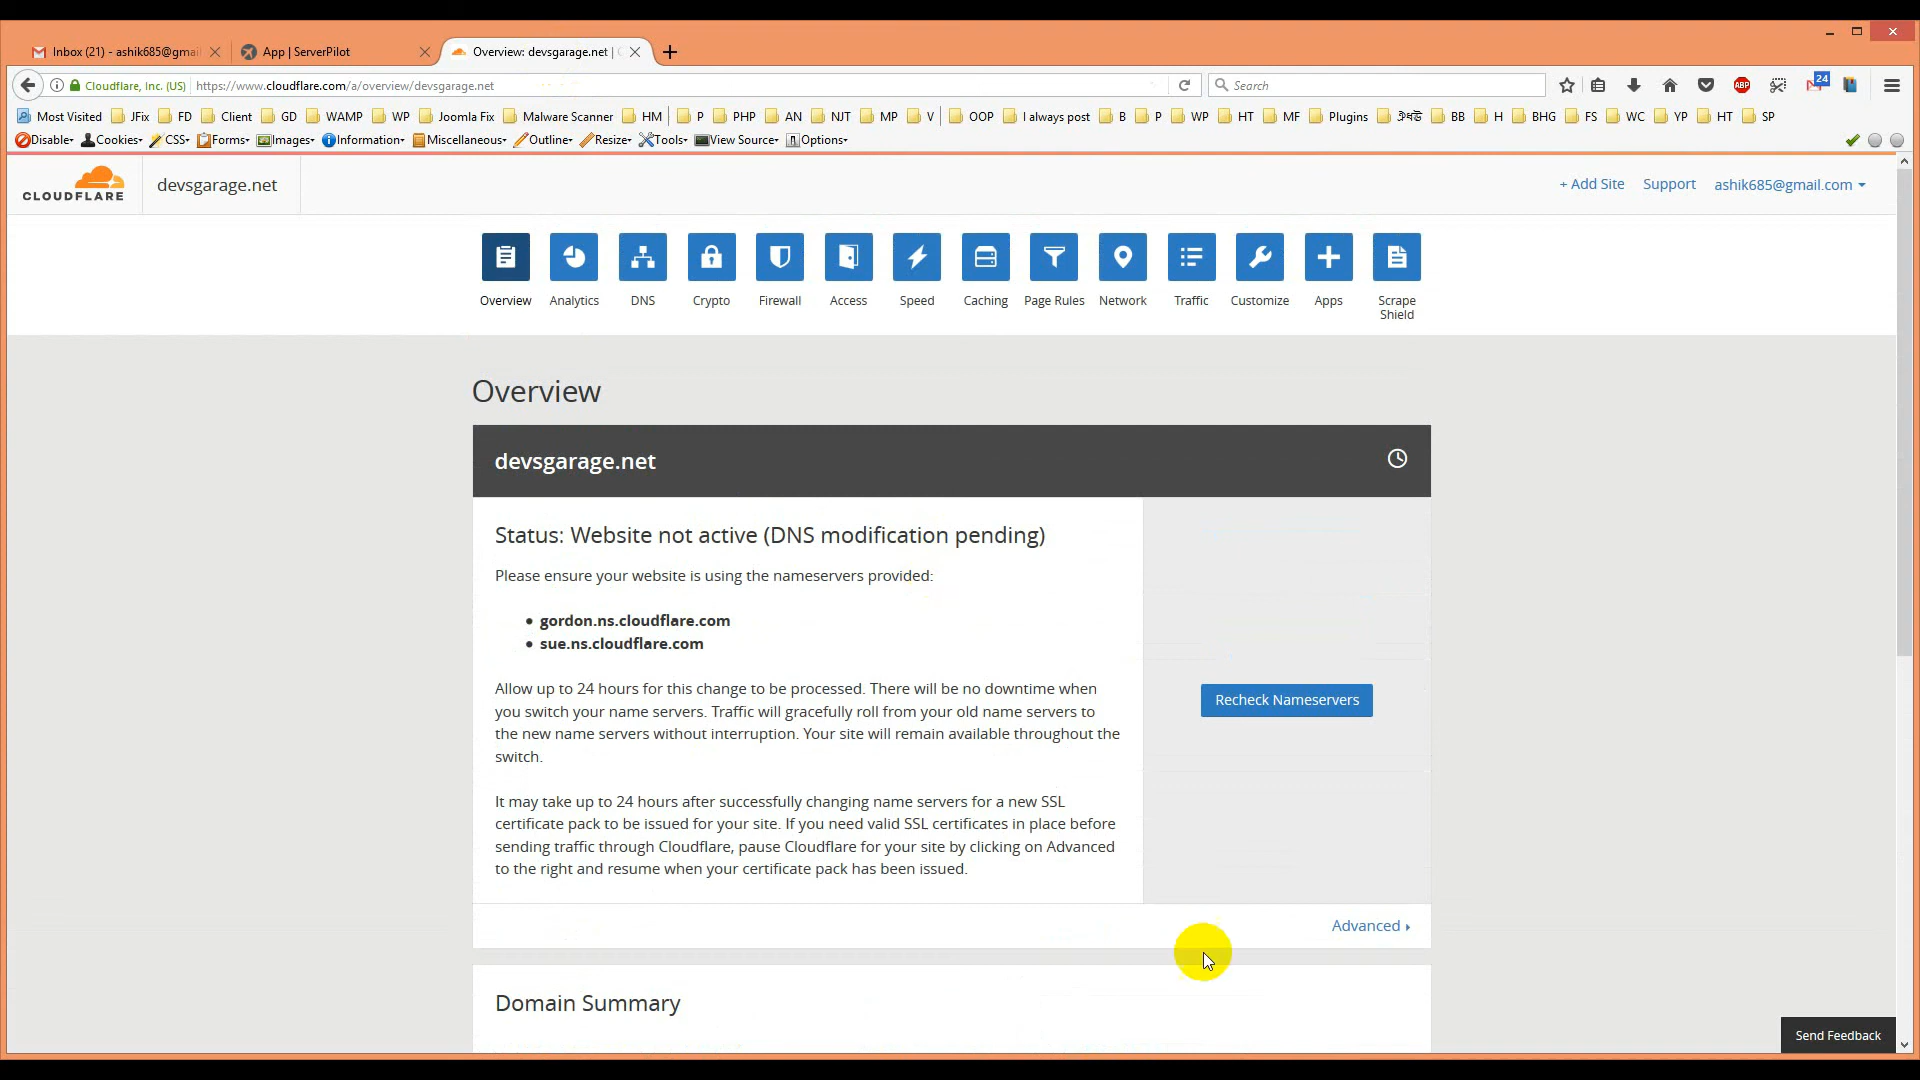 Inbox (21) - ashik685@gmai
App | ServerPilot
Overview: devsgarage.net |
Cloudflare, Inc. (US)
https://www.cloudflare.com/a/overview/devsgarage.net
Search
24
Most Visited JFix FD Client GD WAMP WP Joomla Fix Malware Scanner HM P PHP AN NJT MP V OOP I always post B P WP HT MF Plugins BB H BHG FS WC YP HT SP
Disable Cookies CSS Forms Images Information Miscellaneous Outline Resize Tools View Source Options
CLOUDFLARE
devsgarage.net
+ Add Site Support ashik685@gmail.com
Overview Analytics DNS Crypto Firewall Access Speed Caching Page Rules Network Traffic Customize Apps Scrape
Shield
Overview
devsgarage.net
Status: Website not active (DNS modification pending)
Please ensure your website is using the nameservers provided:
• gordon.ns.cloudflare.com
• sue.ns.cloudflare.com
Allow up to 24 hours for this change to be processed. There will be no downtime when
you switch your name servers. Traffic will gracefully roll from your old name servers to
the new name servers without interruption. Your site will remain available throughout the
switch.
Recheck Nameservers
It may take up to 24 hours after successfully changing name servers for a new SSL
certificate pack to be issued for your site. If you need valid SSL certificates in place before
sending traffic through Cloudflare, pause Cloudflare for your site by clicking on Advanced
to the right and resume when your certificate pack has been issued.
Advanced
Domain Summary
Send Feedback